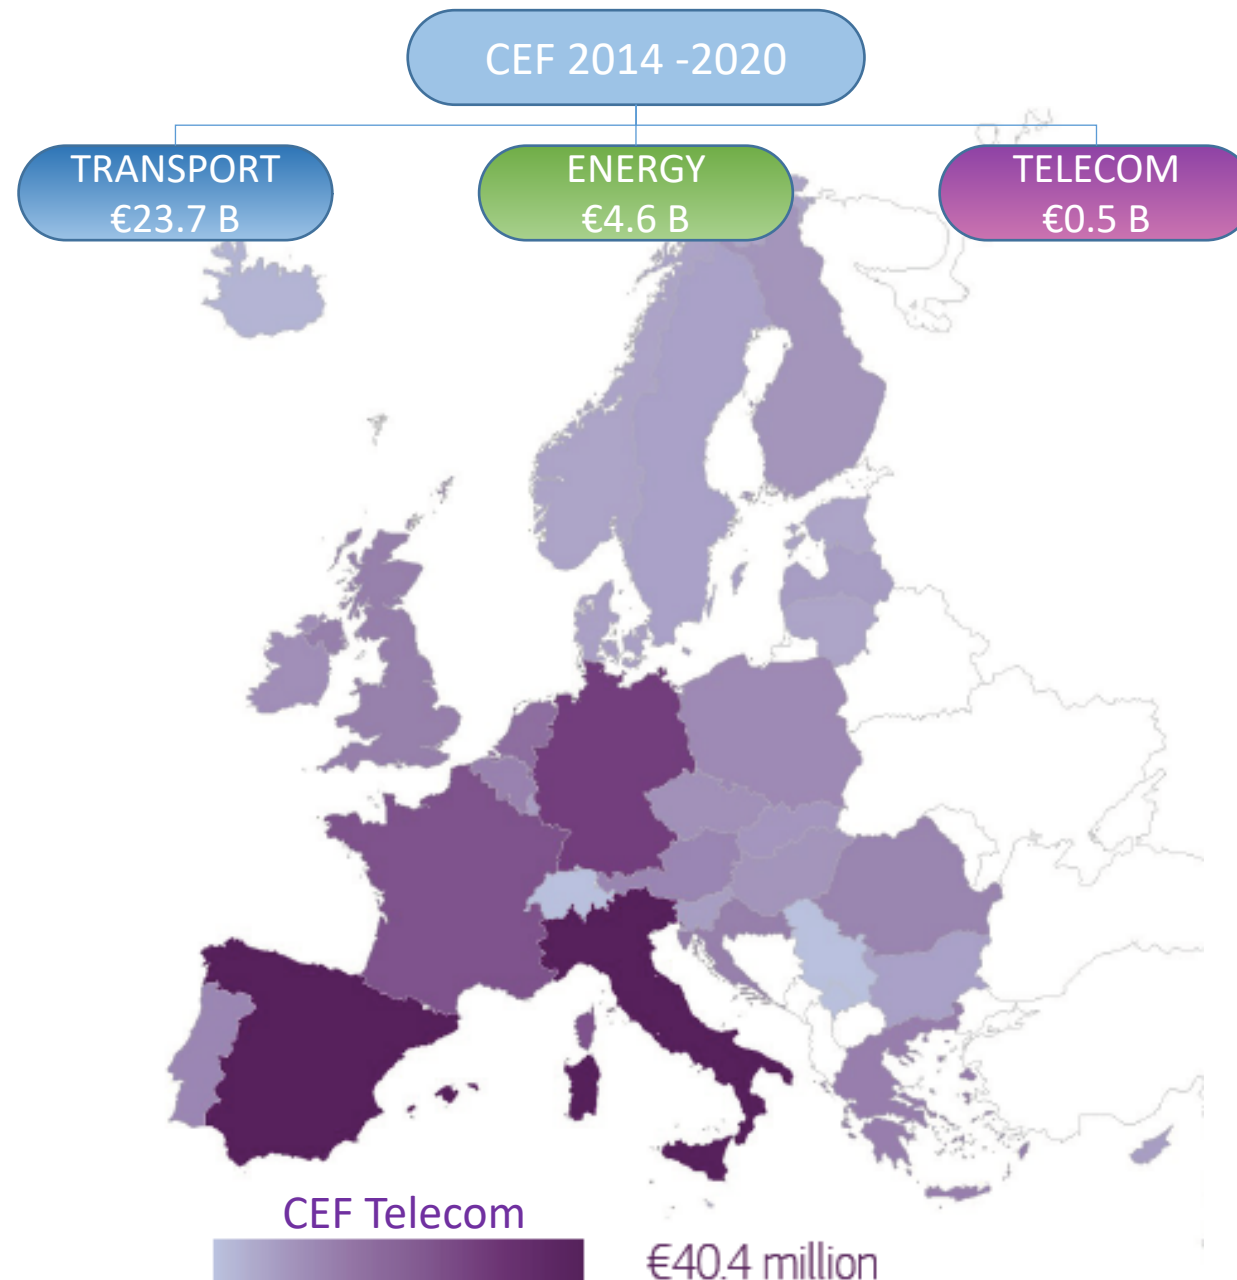 CEF 2014 -2020
TRANSPORT
€23.7 B
ENERGY
€4.6 B
TELECOM
€0.5 B
CEF Telecom
€40.4 million